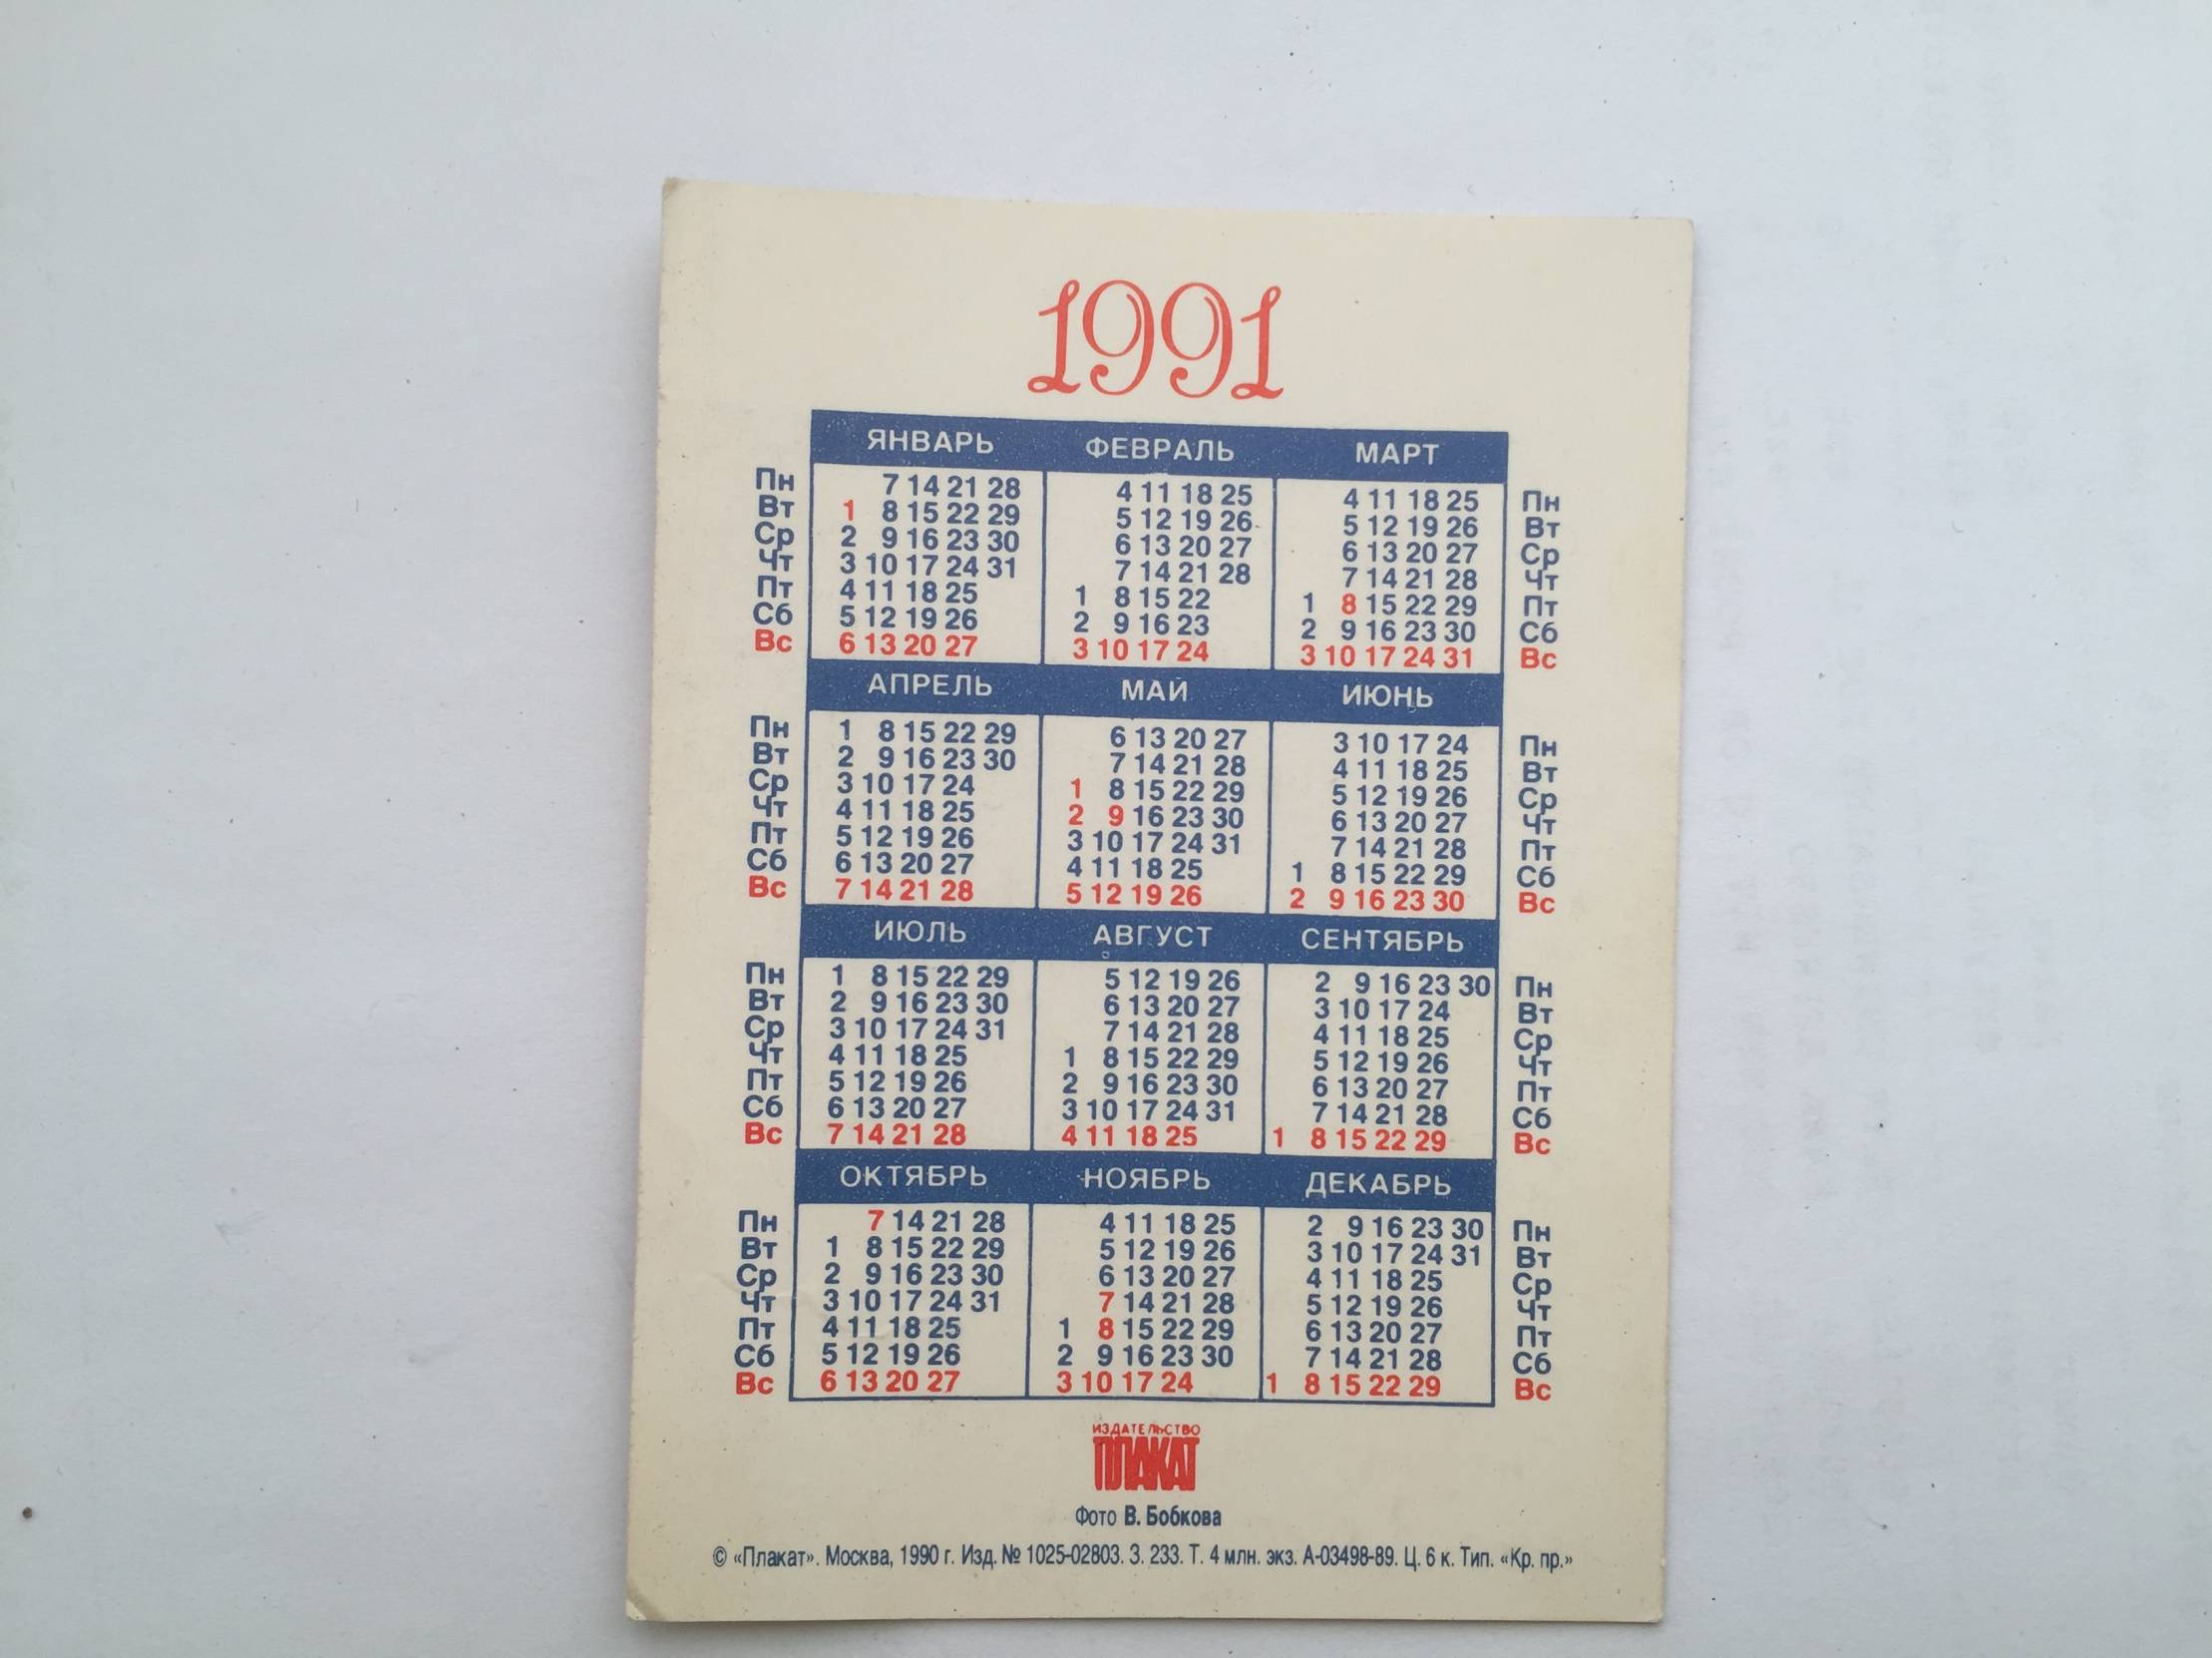 1991
ЯНВАРЬ ФЕВРАЛЬ МАРТ
Пн 7 14 21 28 4 11 18 25 4 11 18 25 Пн
Вт 1 8 15 22 29 5 12 19 26 5 12 19 26 Вт
Ср 2 9 16 23 30 6 13 20 27 6 13 20 27 Ср
Чт 3 10 17 24 31 7 14 21 28 7 14 21 28 Чт
Пт 4 11 18 25 1 8 15 22 1 8 15 22 29 Пт
Сб 5 12 19 26 2 9 16 23 2 9 16 23 30 Сб
Вс 6 13 20 27 3 10 17 24 3 10 17 24 31 Вс
АПРЕЛЬ МАЙ ИЮНЬ
Пн 1 8 15 22 29 6 13 20 27 3 10 17 24 Пн
Вт 2 9 16 23 30 7 14 21 28 4 11 18 25 Вт
Ср 3 10 17 24 1 8 15 22 29 5 12 19 26 Ср
Чт 4 11 18 25 2 9 16 23 30 6 13 20 27 Чт
Пт 5 12 19 26 3 10 17 24 31 7 14 21 28 Пт
Сб 6 13 20 27 4 11 18 25 1 8 15 22 29 Сб
Вс 7 14 21 28 5 12 19 26 2 9 16 23 30 Вс
ИЮЛЬ АВГУСТ СЕНТЯБРЬ
Пн 1 8 15 22 29 5 12 19 26 2 9 16 23 30 Пн
Вт 2 9 16 23 30 6 13 20 27 3 10 17 24 Вт
Ср 3 10 17 24 31 7 14 21 28 4 11 18 25 Ср
Чт 4 11 18 25 1 8 15 22 29 5 12 19 26 Чт
Пт 5 12 19 26 2 9 16 23 30 6 13 20 27 Пт
Сб 6 13 20 27 3 10 17 24 31 7 14 21 28 Сб
Вс 7 14 21 28 4 11 18 25 1 8 15 22 29 Вс
ОКТЯБРЬ НОЯБРЬ ДЕКАБРЬ
Пн 7 14 21 28 4 11 18 25 2 9 16 23 30 Пн
Вт 1 8 15 22 29 5 12 19 26 3 10 17 24 31 Вт
Ср 2 9 16 23 30 6 13 20 27 4 11 18 25 Ср
Чт 3 10 17 24 31 7 14 21 28 5 12 19 26 Чт
Пт 4 11 18 25 1 8 15 22 29 6 13 20 27 Пт
Сб 5 12 19 26 2 9 16 23 30 7 14 21 28 Сб
Вс 6 13 20 27 3 10 17 24 1 8 15 22 29 Вс
ИЗДАТЕЛЬСТВО
ПЛАКАТ
Фото В. Бобкова
© «Плакат». Москва, 1990 г. Изд. № 1025-02803. З. 233. Т. 4 млн. экз. А-03498-89. Ц. 6 к. Тип. «Кр. пр.»